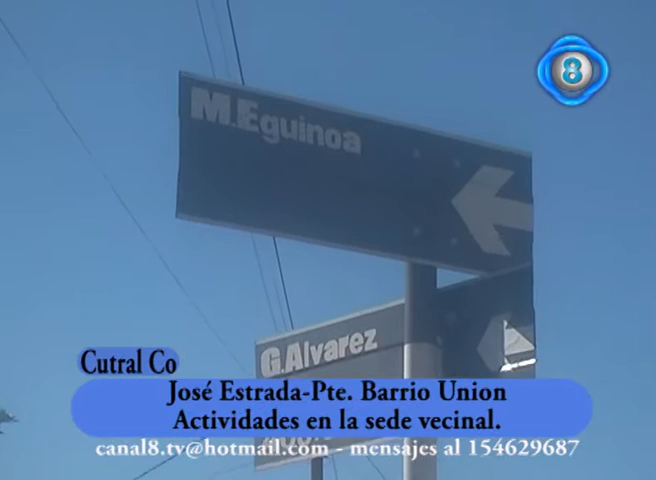 8
M.Eguinoa
G.Alvarez
Cutral Co
José Estrada-Pte. Barrio Union
Actividades en la sede vecinal.
canal8.tv@hotmail.com - mensajes al 154629687